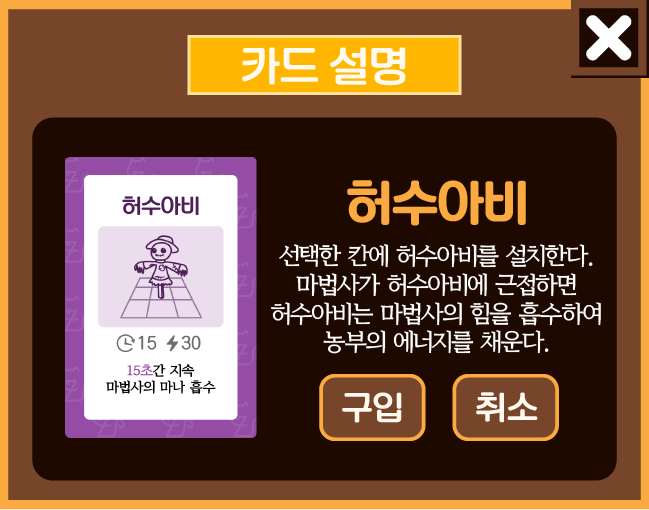 카드 설명
허수아비
15 30
15초간 지속
마법사의 마나 흡수
허수아비
선택한 칸에 허수아비를 설치한다.
마법사가 허수아비에 근접하면
허수아비는 마법사의 힘을 흡수하여
농부의 에너지를 채운다.
구입 취소